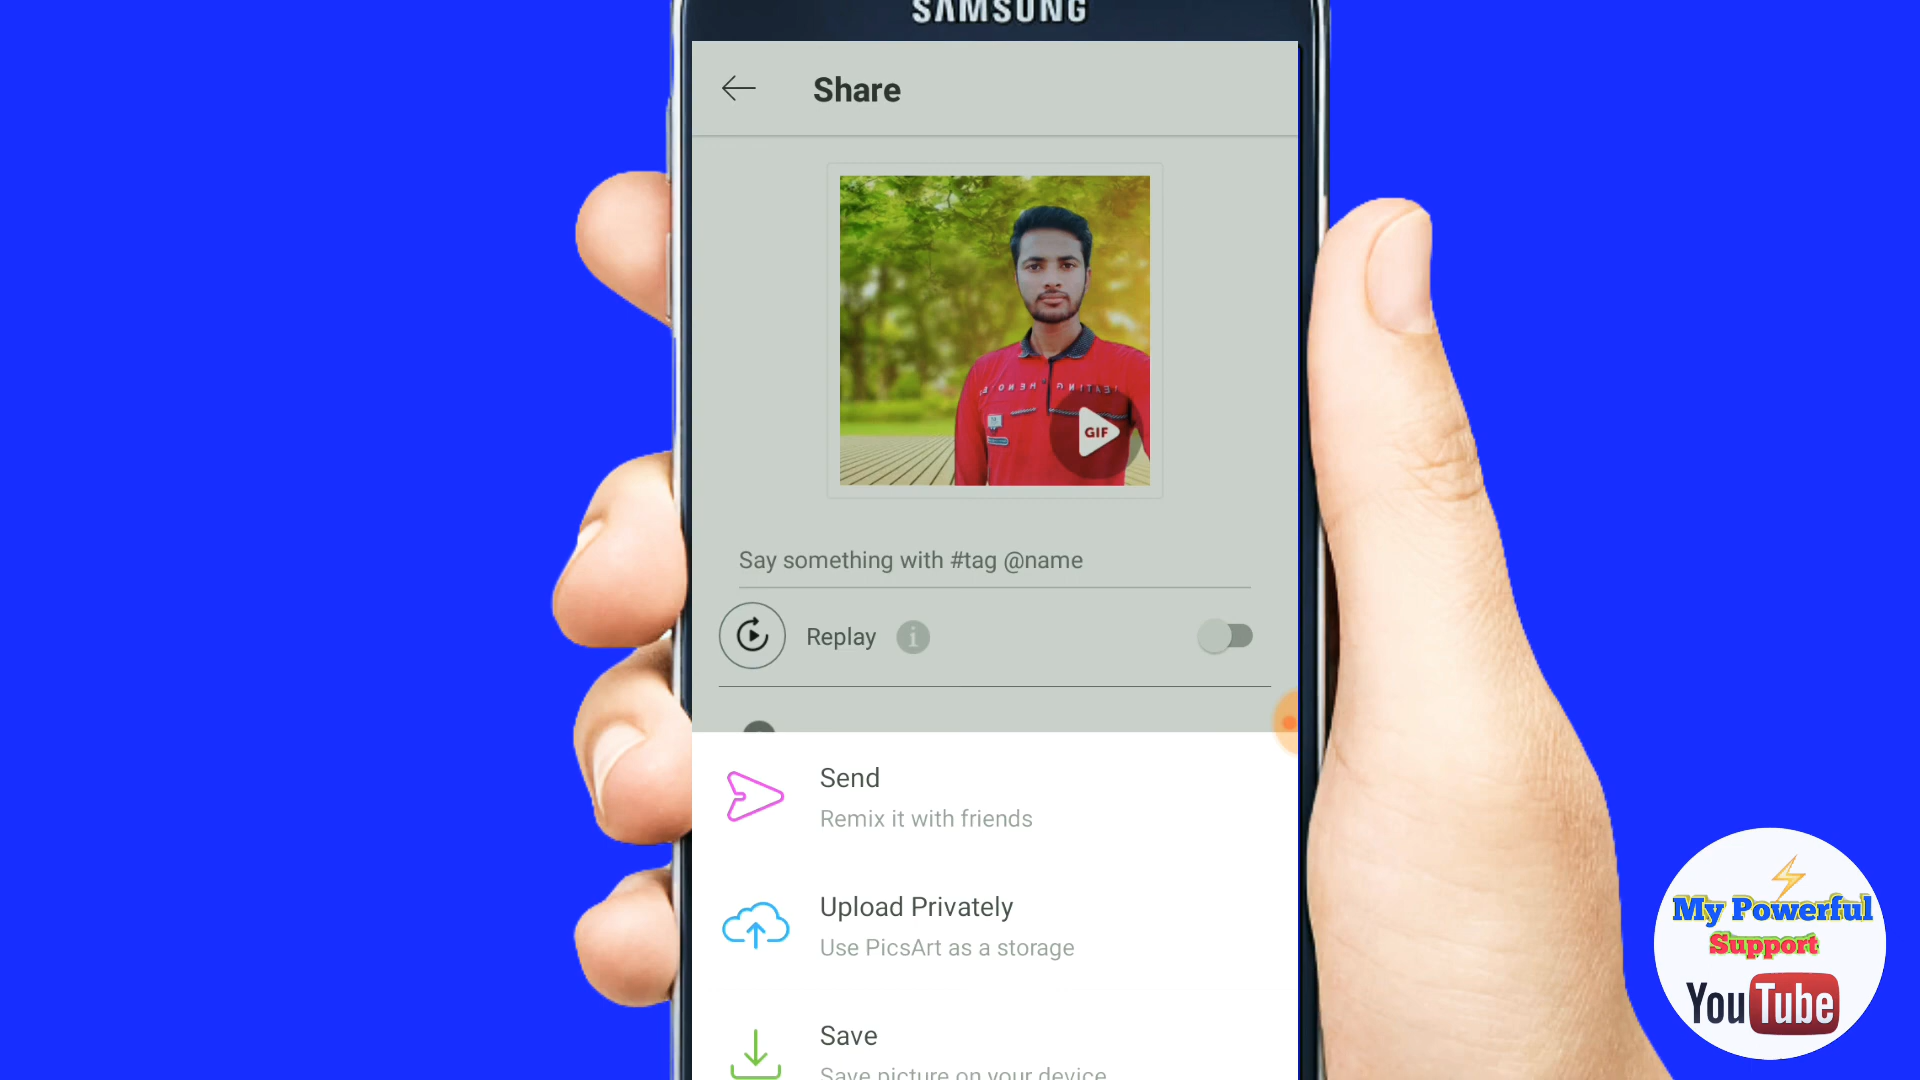 SAMSUNG
Share
GIF
Say something with #tag @name
Replay
Send
Remix it with friends
Upload Privately
Use PicsArt as a storage
Save
Save picture on your device
My Powerful
Support
YouTube